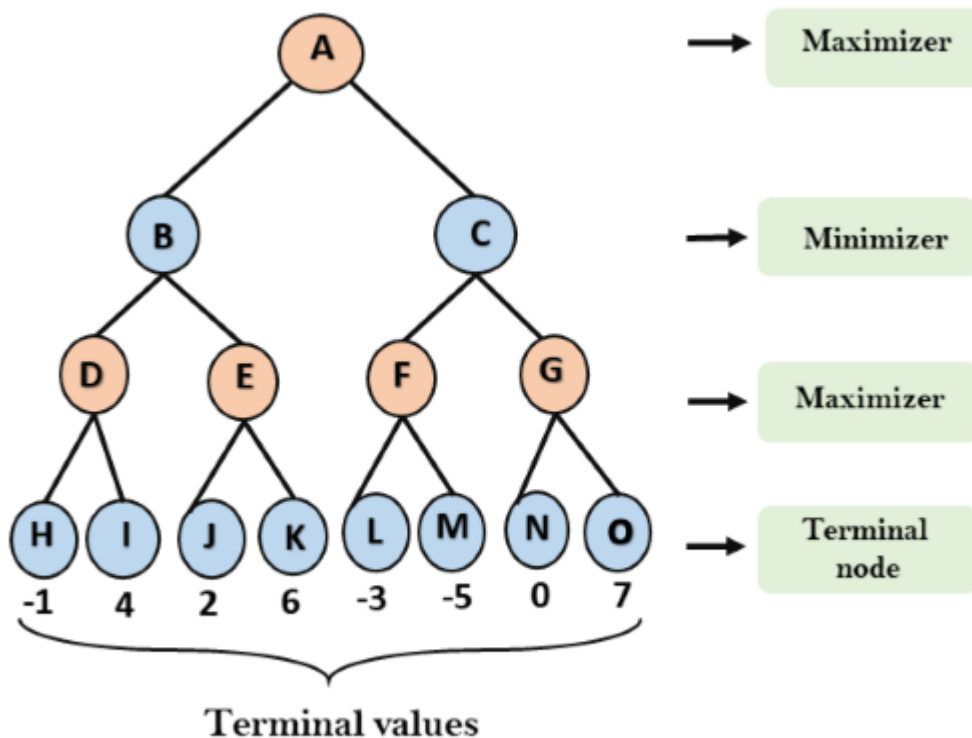 A
Maximizer
B
C
Minimizer
D
E
F
G
Maximizer
H
I
J
K
L
M
N
O
Terminal
node
-1
4
2
6
-3
-5
0
7
Terminal values